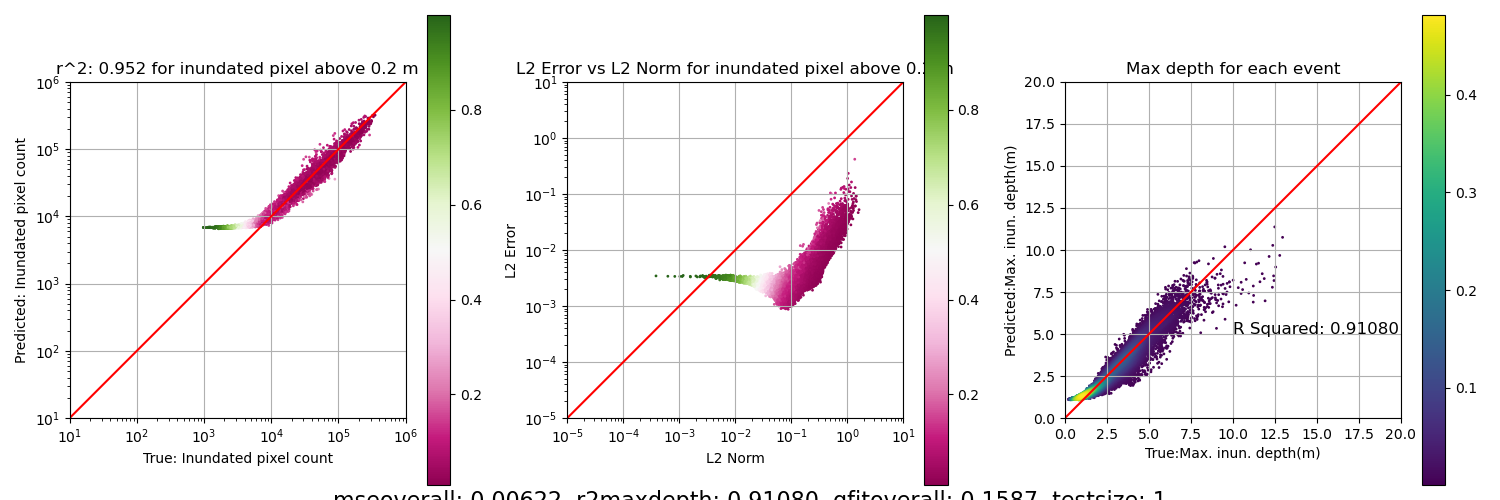 r^2: 0.952 for inundated pixel above 0.2 m
Predicted: Inundated pixel count
10^6
10^5
10^4
10^3
10^2
10^1
10^1 10^2 10^3 10^4 10^5 10^6
True: Inundated pixel count
0.8
0.6
0.4
0.2
L2 Error vs L2 Norm for inundated pixel above 0.
L2 Error
10^1
10^0
10^-1
10^-2
10^-3
10^-4
10^-5
10^-5 10^-4 10^-3 10^-2 10^-1 10^0 10^1
L2 Norm
0.8
0.6
0.4
0.2
Max depth for each event
Predicted:Max. inun. depth(m)
20.0
17.5
15.0
12.5
10.0
7.5
5.0
2.5
0.0
R Squared: 0.91080
0.0 2.5 5.0 7.5 10.0 12.5 15.0 17.5 20.0
True:Max. inun. depth(m)
0.4
0.3
0.2
0.1
mseoverall: 0.00622, r2maxdepth: 0.91080, gfitoverall: 0.1587, testsize: 1